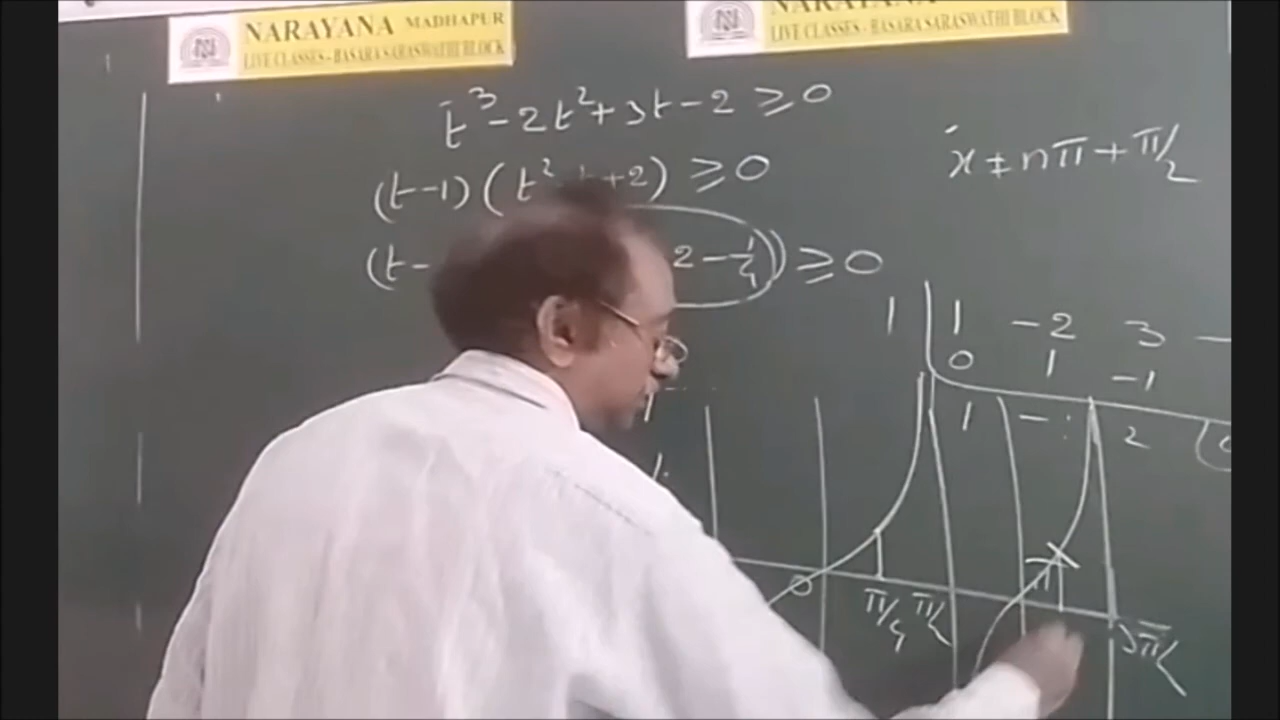 NARAYANA MADHAPUR
LIVE CLASSES - BASARA SARASWATHI BLOCK
NARAYANA
LIVE CLASSES - BASARA SARASWATHI BLOCK
t³-2t²+3t-2≥0
(t-1)(t² +2)≥0
(t- 2-1/4))≥0
x≠nπ+π/2
1 1 -2 3 -
0 1 -1
1 - 2
0 π/4 π/2 π 3π/2